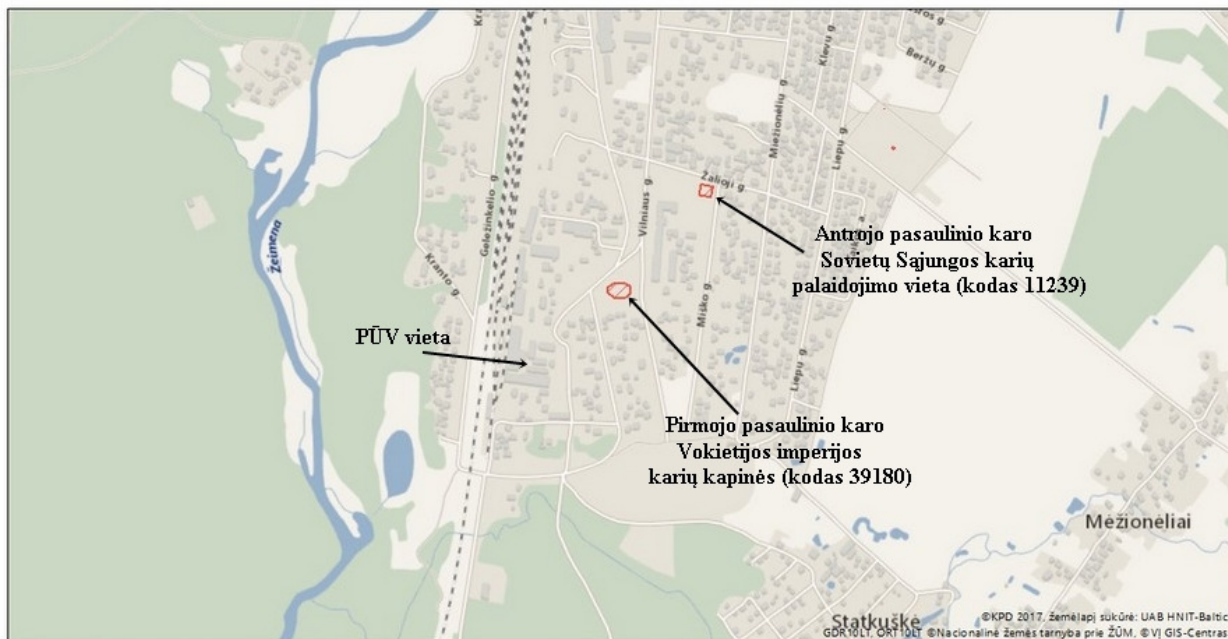 Beržų g.
Klevų g.
Miežionėlių g.
Liepų g.
Žalioji g.
Vilniaus g.
Geležinkelio g.
Žeimena
Kranto g.
Antrojo pasaulinio karo
Sovietų Sąjungos karių
palaidojimo vieta (kodas 11239)
Miško g.
PŪV vieta
Liepų g.
Pirmojo pasaulinio karo
Vokietijos imperijos
karių kapinės (kodas 39180)
Mėžionėliai
Statkuškė
©KPD 2017, žemėlapį sukūrė: UAB HNIT-Baltic
GDR10LT, ORT10LT ©Nacionalinė žemės tarnyba prie ŽŪM, ©VĮ GIS-Centras